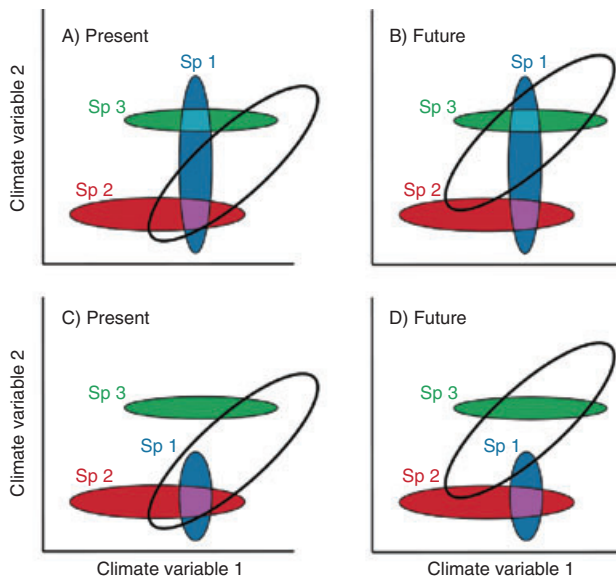 A) Present
Sp 1
Sp 3
Sp 2
Climate variable 2
B) Future
Sp 1
Sp 3
Sp 2
C) Present
Sp 3
Sp 1
Sp 2
Climate variable 2
Climate variable 1
D) Future
Sp 3
Sp 1
Sp 2
Climate variable 1